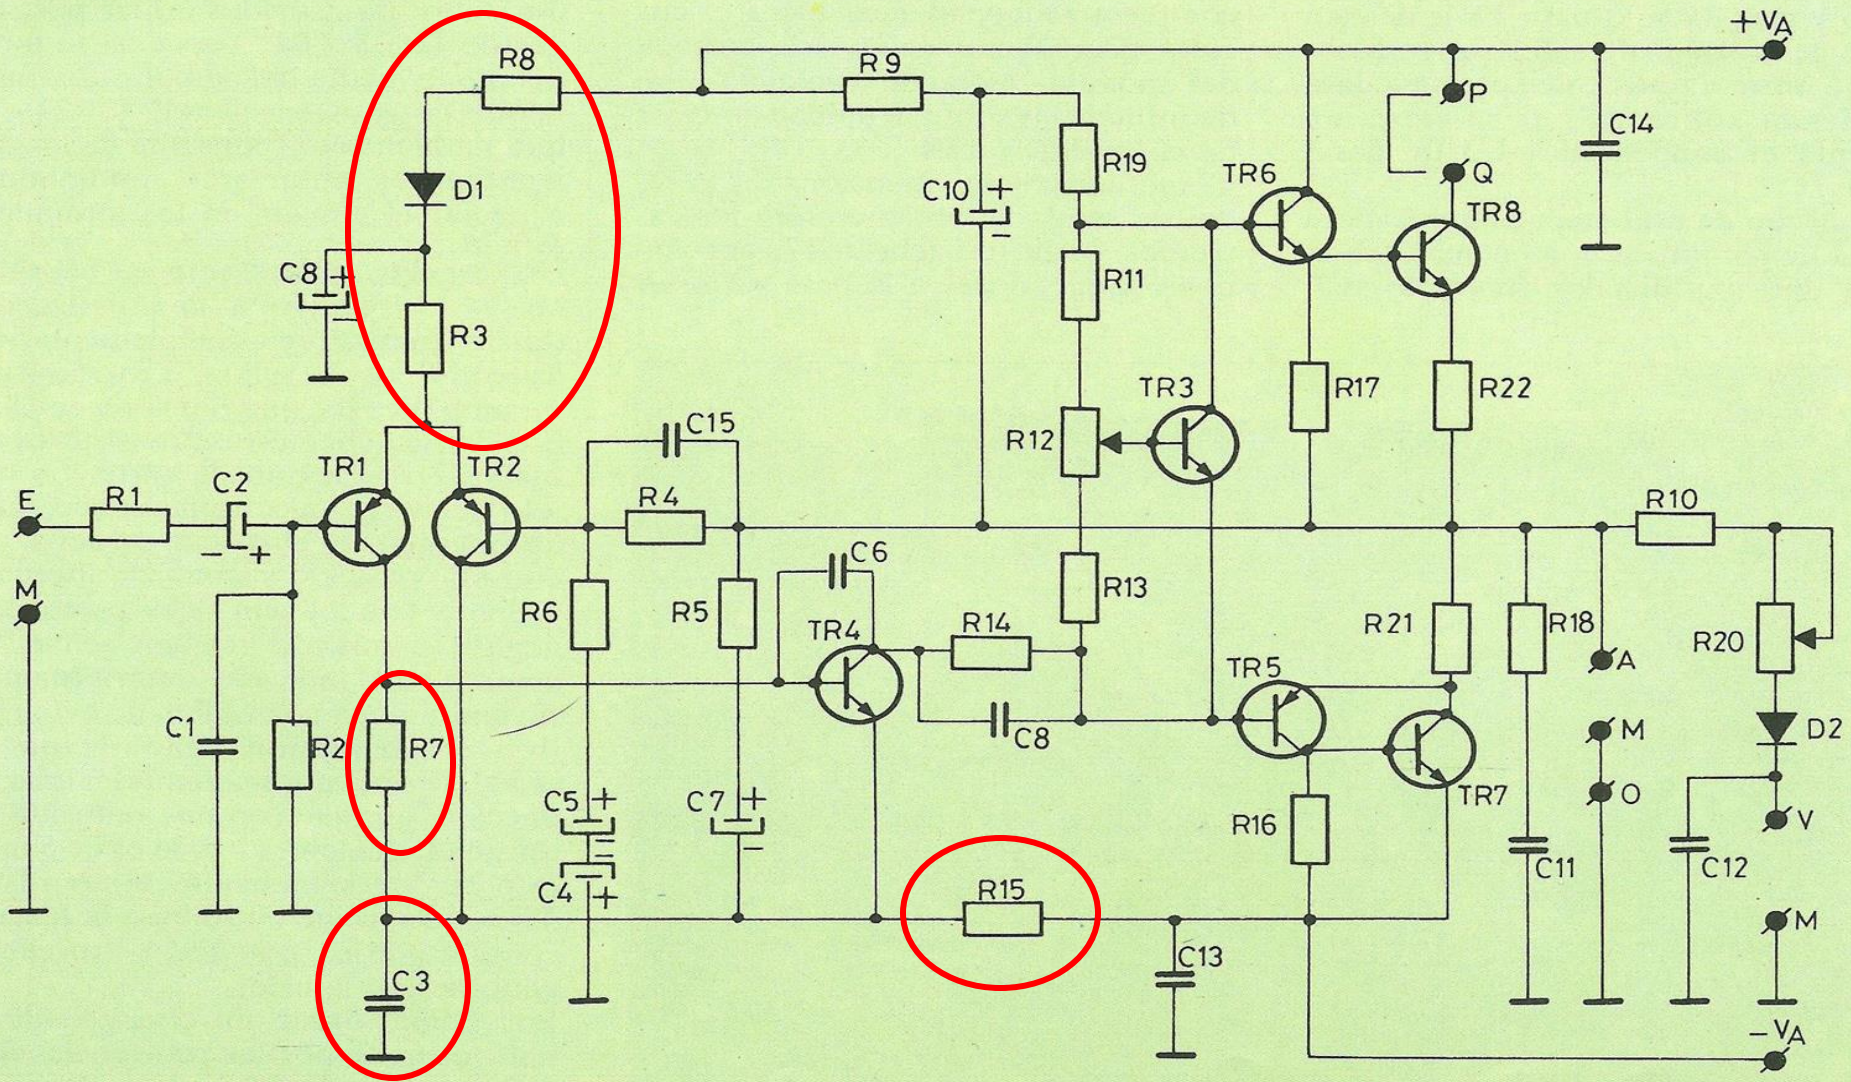 +VA
R8
R9
P
C14
R19
TR6
Q
D1
C10
+
-
TR8
C8
+
-
R11
R3
TR3
R17
R22
C15
R12
TR1
TR2
E
R1
C2
-
+
R4
R10
C6
M
R6
R5
R13
R21
R18
R20
TR4
R14
A
TR5
C1
R2
R7
C8
M
D2
C5
+
-
C7
+
-
TR7
O
V
R16
C4
+
R15
C11
C12
M
C3
C13
-VA